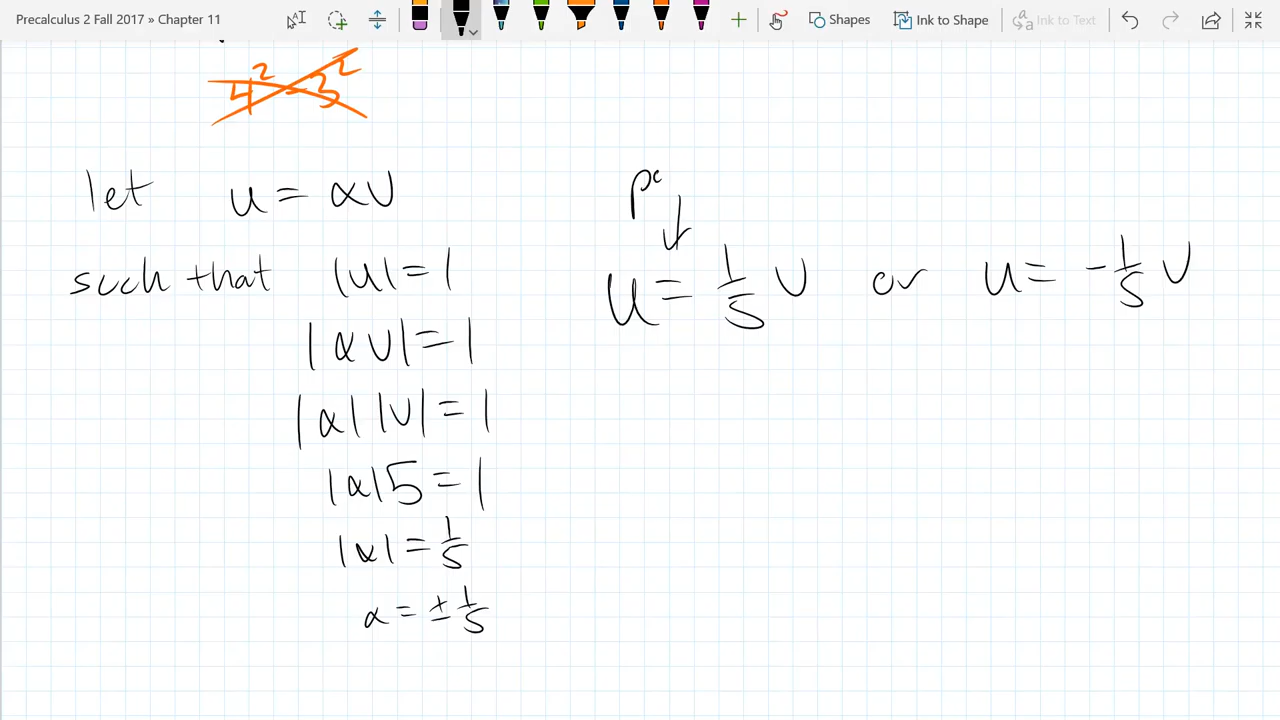 Precalculus 2 Fall 2017 » Chapter 11
Shapes
Ink to Shape
Ink to Text
4² - 3²
let u = αv
such that |u| = 1
|αv| = 1
|α| |v| = 1
|α| 5 = 1
|α| = 1/5
α = ± 1/5
u = 1/5 v or u = -1/5 v